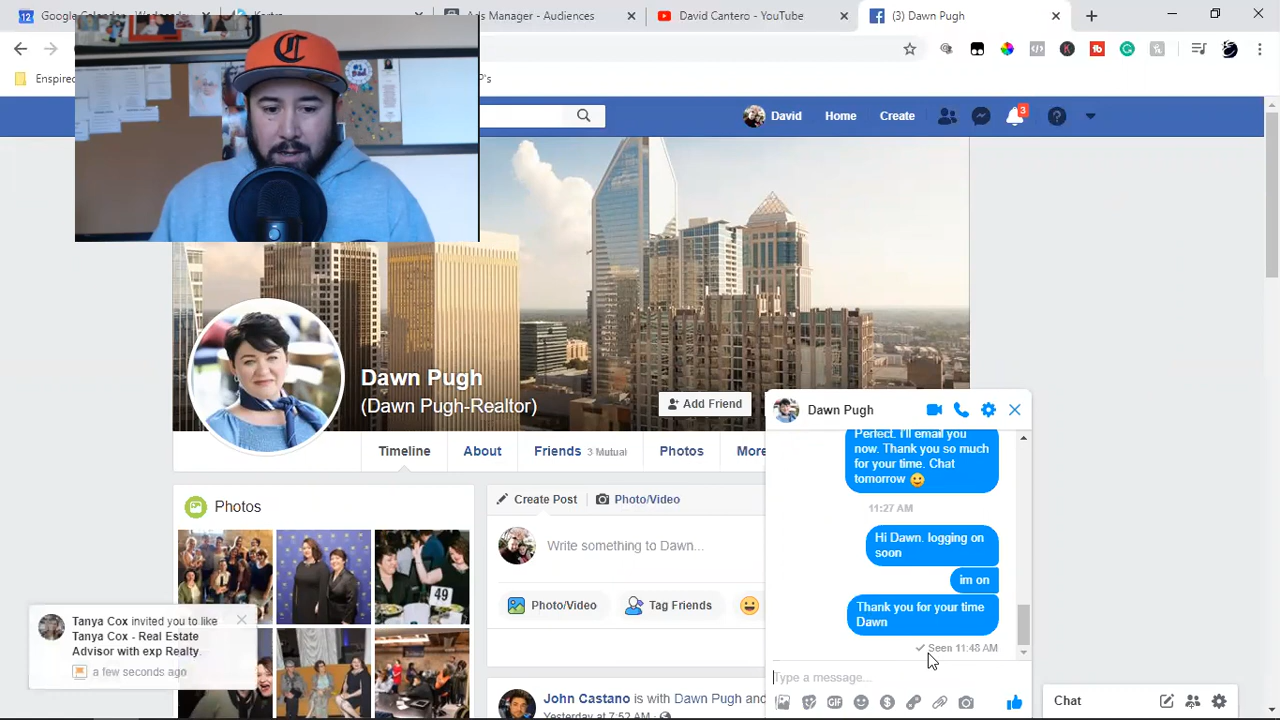 Google Calendar
Ads Manager - Audiences
David Cantero - YouTube
(3) Dawn Pugh
Enspired
P's
David
Home
Create
3
C
#1
Dad
Dawn Pugh
(Dawn Pugh-Realtor)
Add Friend
Timeline
About
Friends 3 Mutual
Photos
More
Photos
Create Post
Photo/Video
Write something to Dawn...
Photo/Video
Tag Friends
49
John Castano is with Dawn Pugh and
Yesterday at 7:52 AM
Tanya Cox invited you to like
Tanya Cox - Real Estate
Advisor with exp Realty.
a few seconds ago
Dawn Pugh
Perfect. I'll email you
now. Thank you so much
for your time. Chat
tomorrow
11:27 AM
Hi Dawn. logging on
soon
im on
Thank you for your time
Dawn
Seen 11:48 AM
Type a message...
GIF
Chat